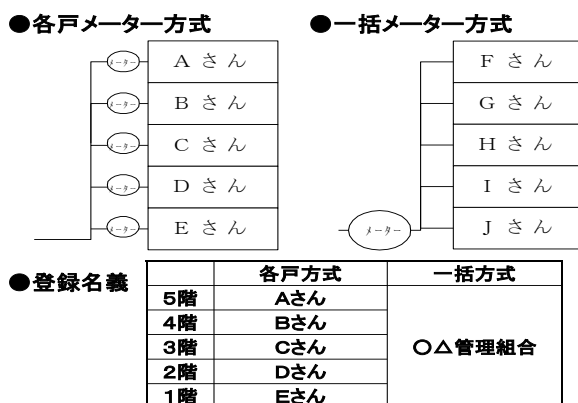 ●各戸メーター方式
●一括メーター方式
メーター Aさん
メーター Bさん
メーター Cさん
メーター Dさん
メーター Eさん
Fさん
Gさん
Hさん
Iさん
メーター Jさん
●登録名義
各戸方式 一括方式
5階 Aさん
4階 Bさん
3階 Cさん
2階 Dさん
1階 Eさん
○△管理組合